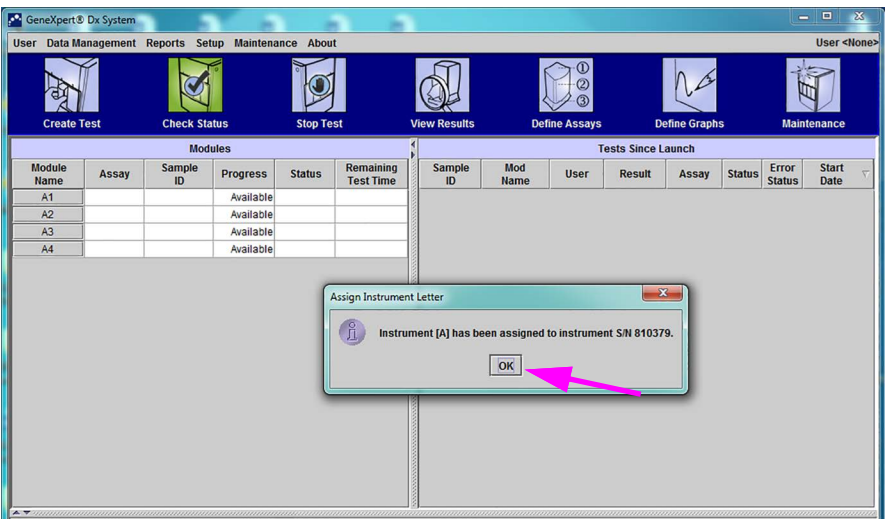 GeneXpert® Dx System
User Data Management Reports Setup Maintenance About User <None>
Create Test Check Status Stop Test View Results Define Assays Define Graphs Maintenance
Modules
Module Name Assay Sample ID Progress Status Remaining Test Time
A1 Available
A2 Available
A3 Available
A4 Available
Tests Since Launch
Sample ID Mod Name User Result Assay Status Error Status Start Date
Assign Instrument Letter
Instrument [A] has been assigned to instrument S/N 810379.
OK